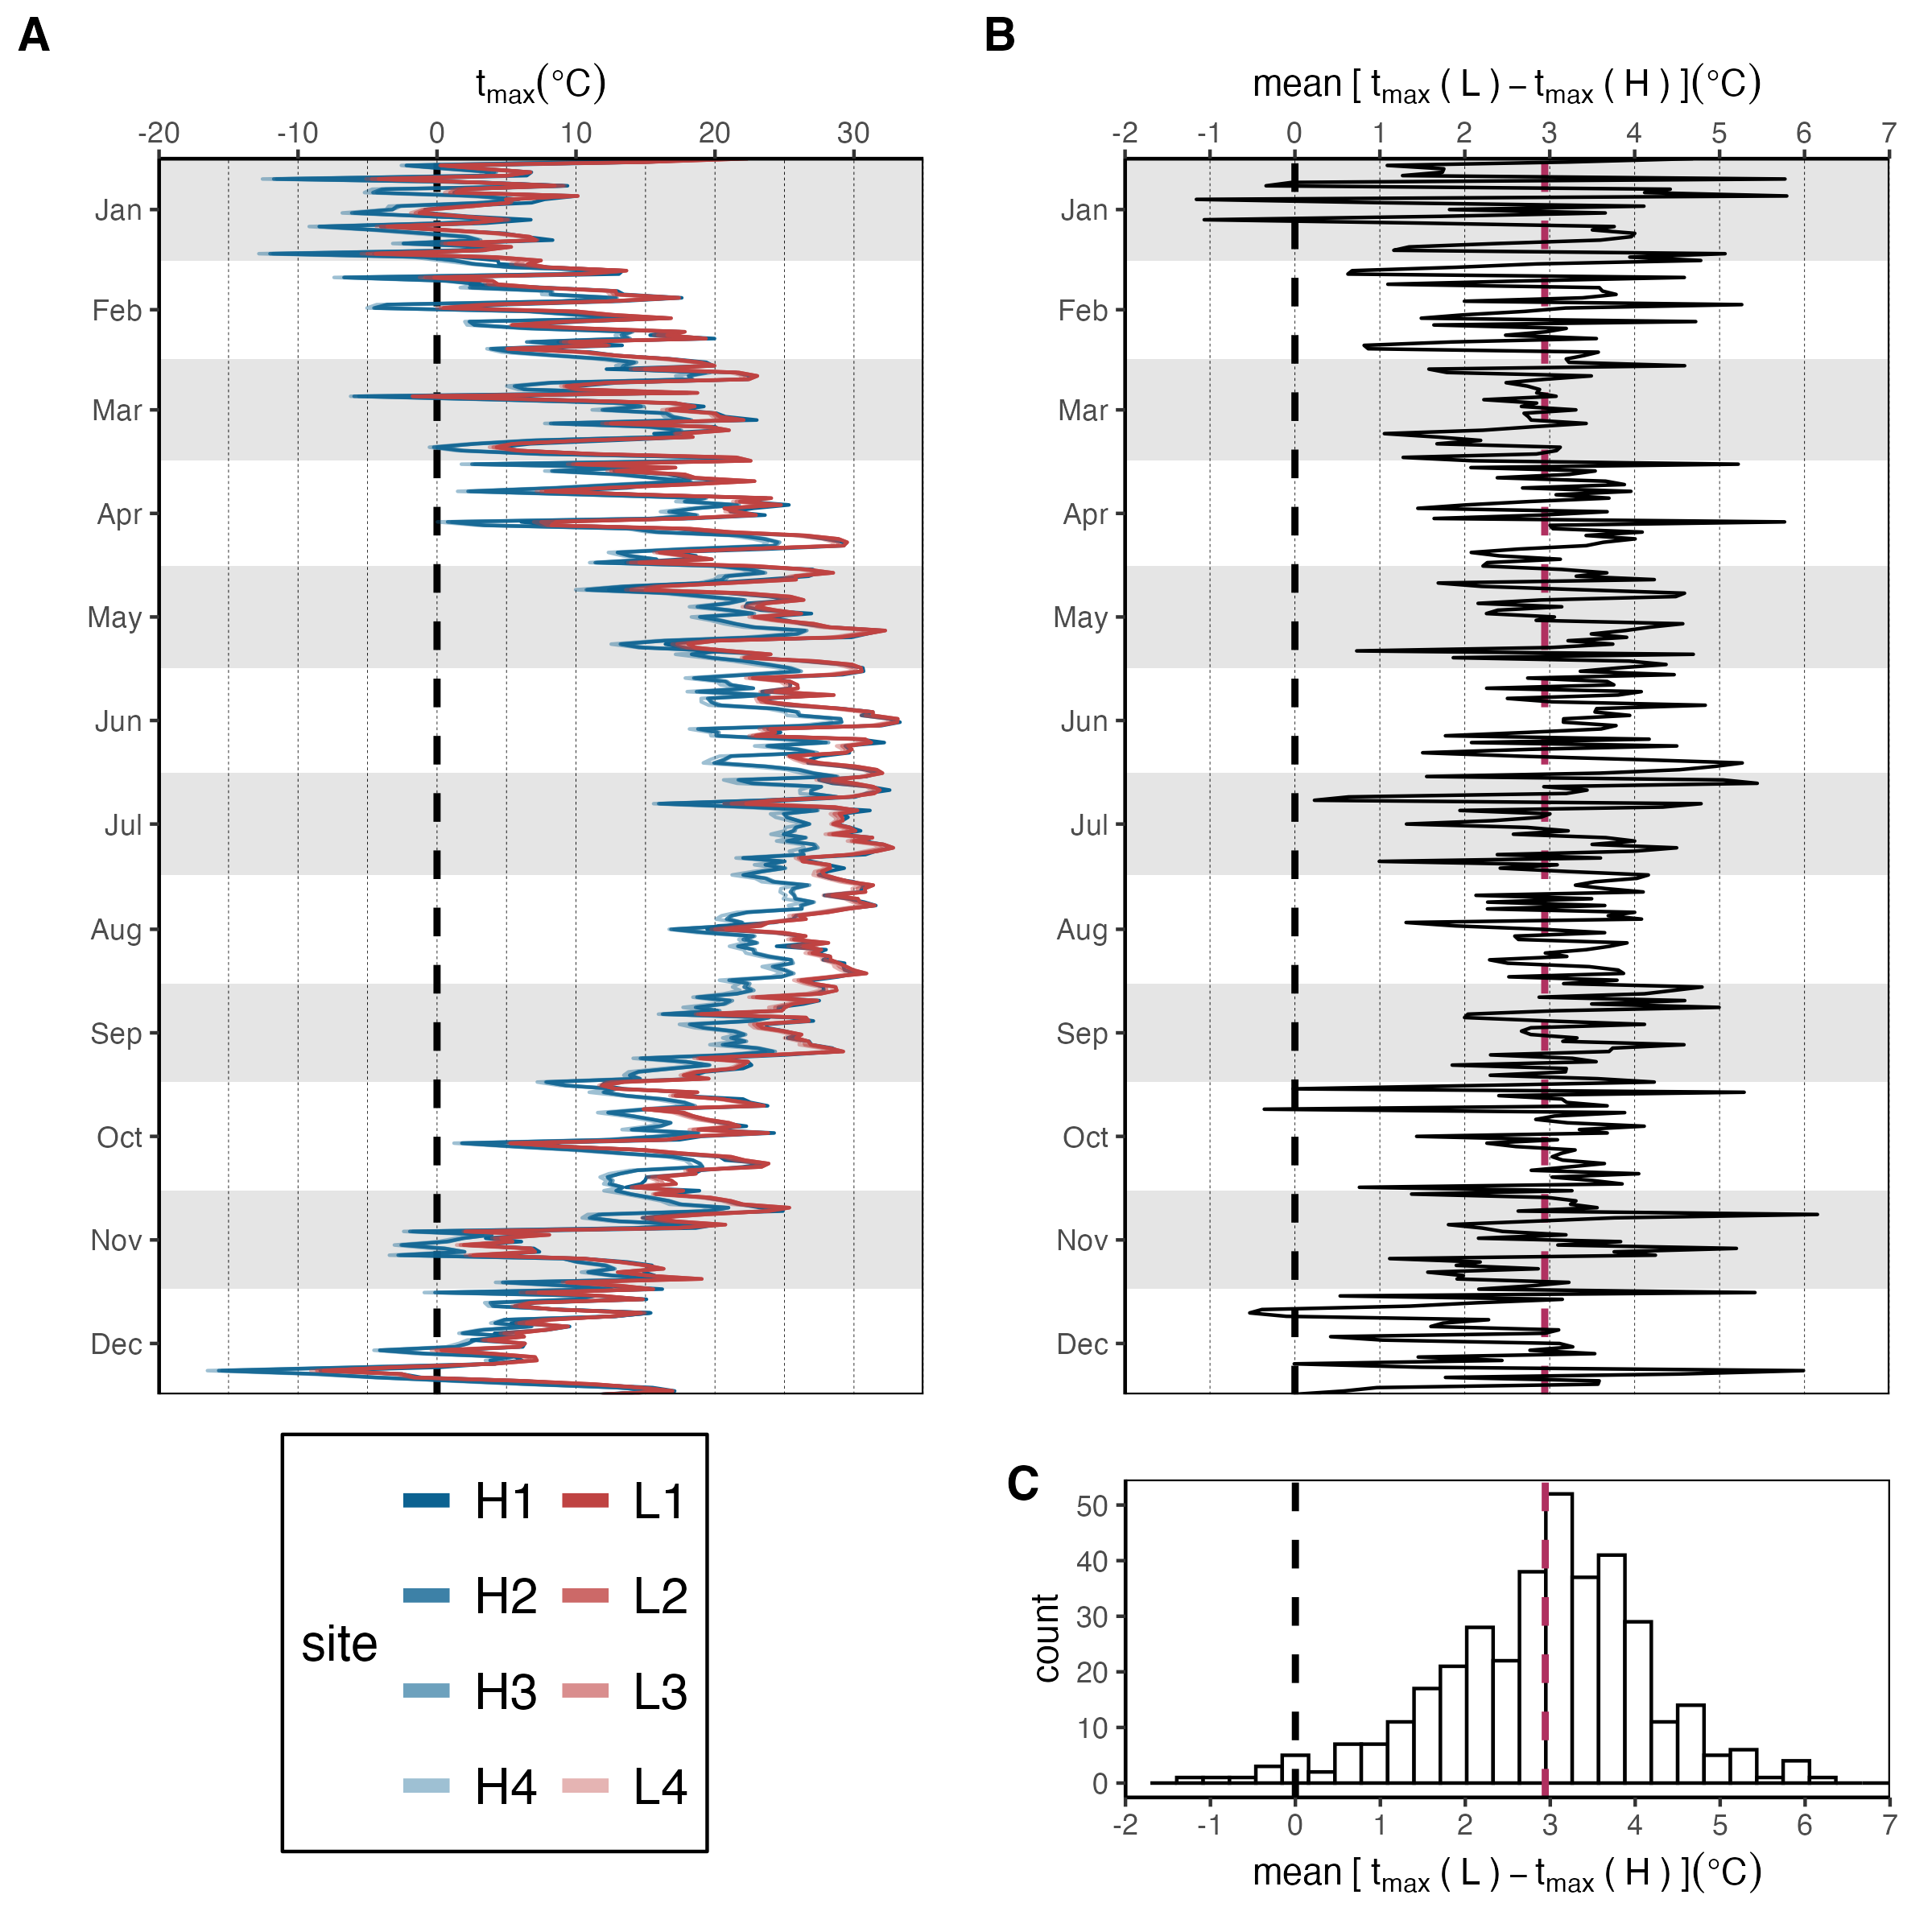 A
tmax(°C)
-20 -10 0 10 20 30
Jan
Feb
Mar
Apr
May
Jun
Jul
Aug
Sep
Oct
Nov
Dec
site
H1 L1
H2 L2
H3 L3
H4 L4
B
mean [ tmax ( L ) – tmax ( H ) ](°C)
-2 -1 0 1 2 3 4 5 6 7
Jan
Feb
Mar
Apr
May
Jun
Jul
Aug
Sep
Oct
Nov
Dec
C
count
50
40
30
20
10
0
-2 -1 0 1 2 3 4 5 6 7
mean [ tmax ( L ) – tmax ( H ) ](°C)